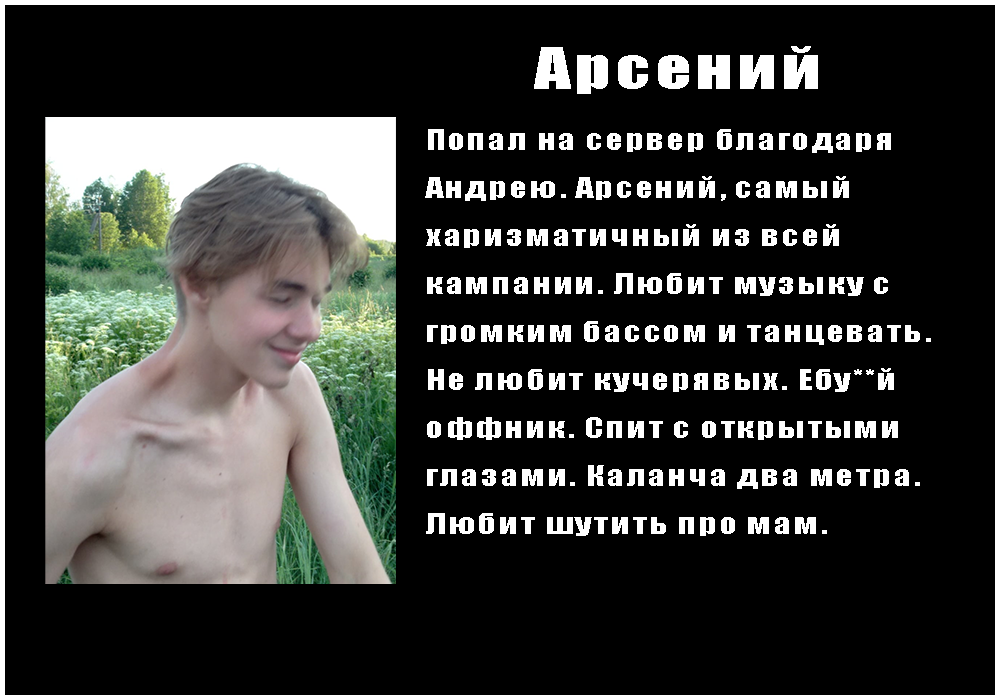 Арсений
Попал на сервер благодаря
Андрею. Арсений, самый
харизматичный из всей
кампании. Любит музыку с
громким бассом и танцевать.
Не любит кучерявых. Ебу**й
оффник. Спит с открытыми
глазами. Каланча два метра.
Любит шутить про мам.